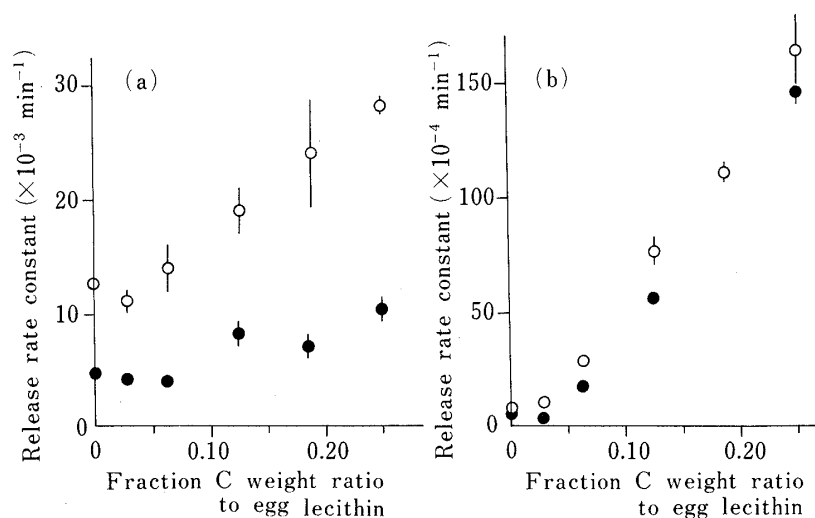 (a)
Release rate constant (×10⁻³ min⁻¹)
30
20
10
0
0
0.10
0.20
Fraction C weight ratio
to egg lecithin
(b)
Release rate constant (×10⁻⁴ min⁻¹)
150
100
50
0
0
0.10
0.20
Fraction C weight ratio
to egg lecithin